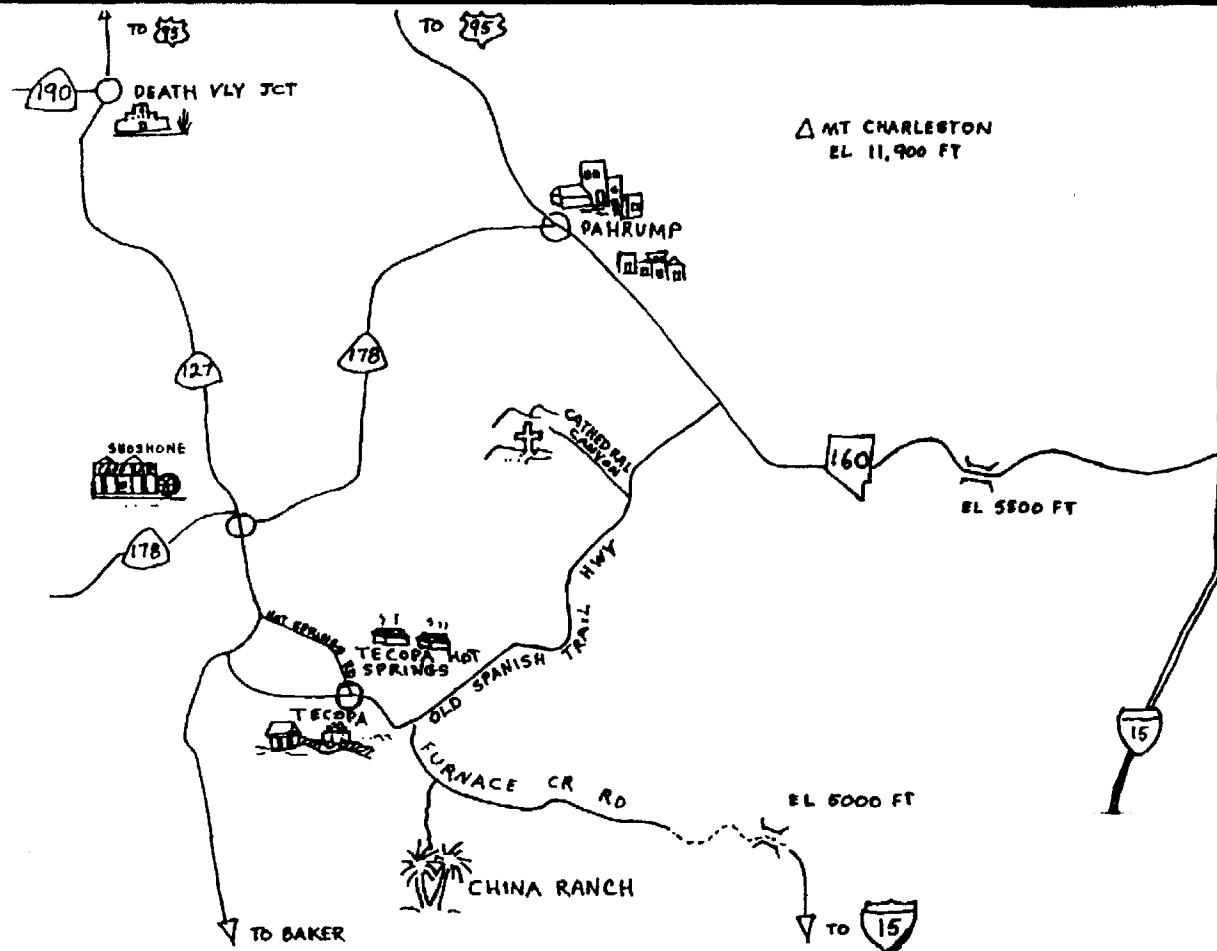 TO 95
TO 95
190
DEATH VLY JCT
MT CHARLESTON
EL 11,900 FT
PAHRUMP
127
178
SHOSHONE
CATHEDRAL
CANYON
160
EL 5500 FT
178
HOT SPRINGS RD
TECOPA HOT
SPRINGS
OLD SPANISH TRAIL HWY
TECOPA
15
FURNACE CR RD
EL 5000 FT
CHINA RANCH
TO BAKER
TO 15